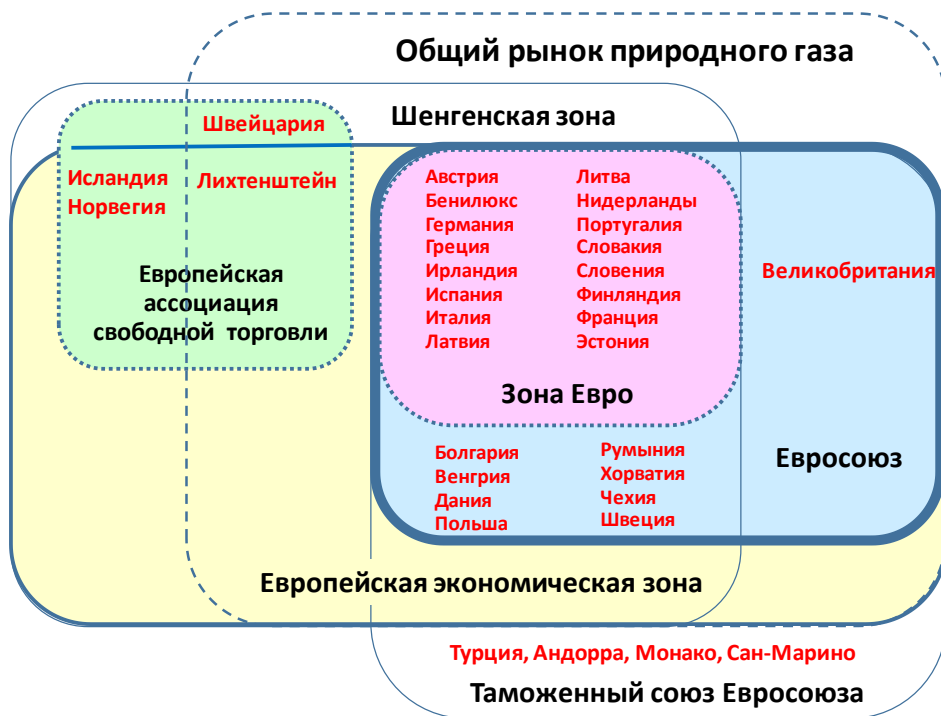 Общий рынок природного газа
Шенгенская зона
Швейцария
Исландия
Норвегия
Лихтенштейн
Европейская
ассоциация
свободной торговли
Австрия
Бенилюкс
Германия
Греция
Ирландия
Испания
Италия
Латвия
Литва
Нидерланды
Португалия
Словакия
Словения
Финляндия
Франция
Эстония
Зона Евро
Великобритания
Болгария
Венгрия
Дания
Польша
Румыния
Хорватия
Чехия
Швеция
Евросоюз
Европейская экономическая зона
Турция, Андорра, Монако, Сан-Марино
Таможенный союз Евросоюза